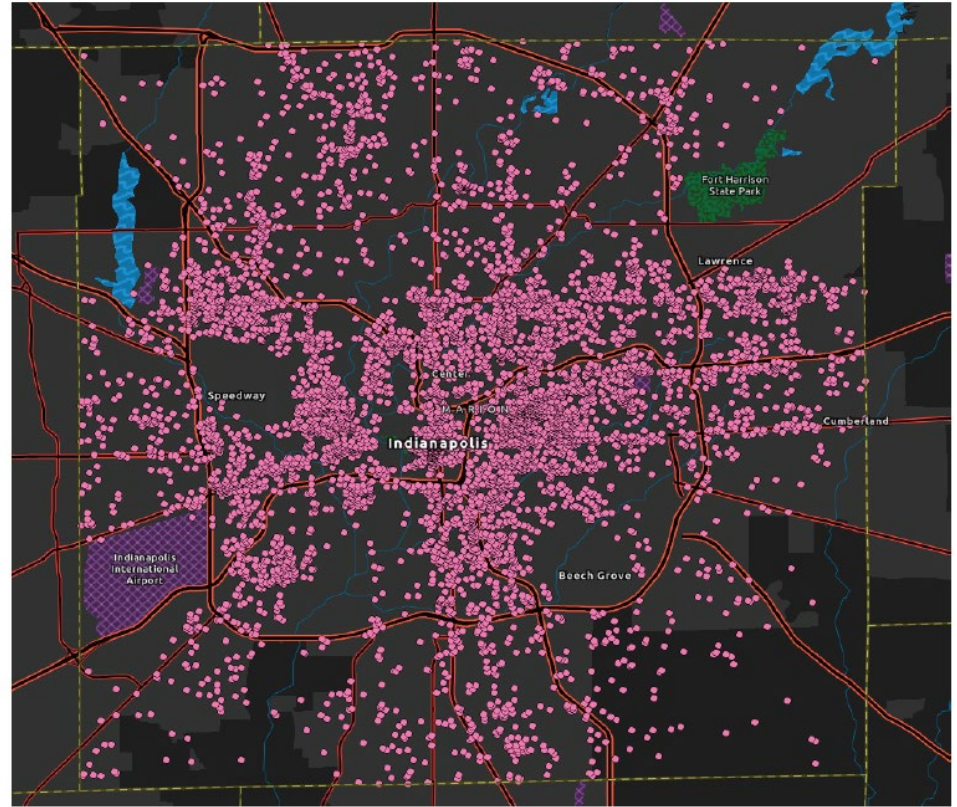 Fort Harrison
State Park
Lawrence
Center
Speedway
MARION
Cumberland
Indianapolis
Indianapolis
International
Airport
Beech Grove